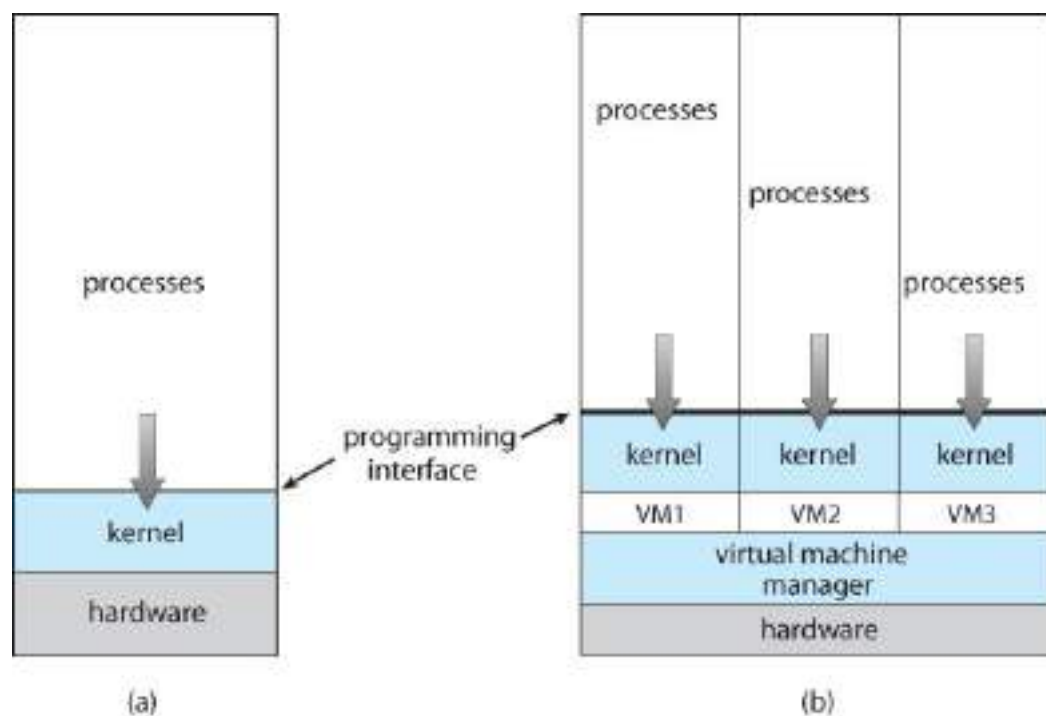 processes
kernel
hardware
(a)
programming
interface
processes
processes
processes
kernel kernel kernel
VM1 VM2 VM3
virtual machine
manager
hardware
(b)